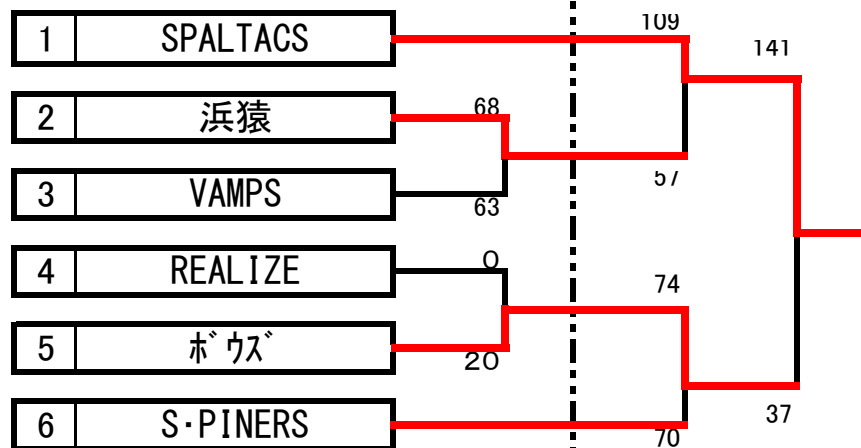 1 SPALTACS
109
141
2 浜猿
68
57
3 VAMPS
63
4 REALIZE
0
74
5 ﾎﾞｳｽﾞ
20
37
6 S・PINERS
70